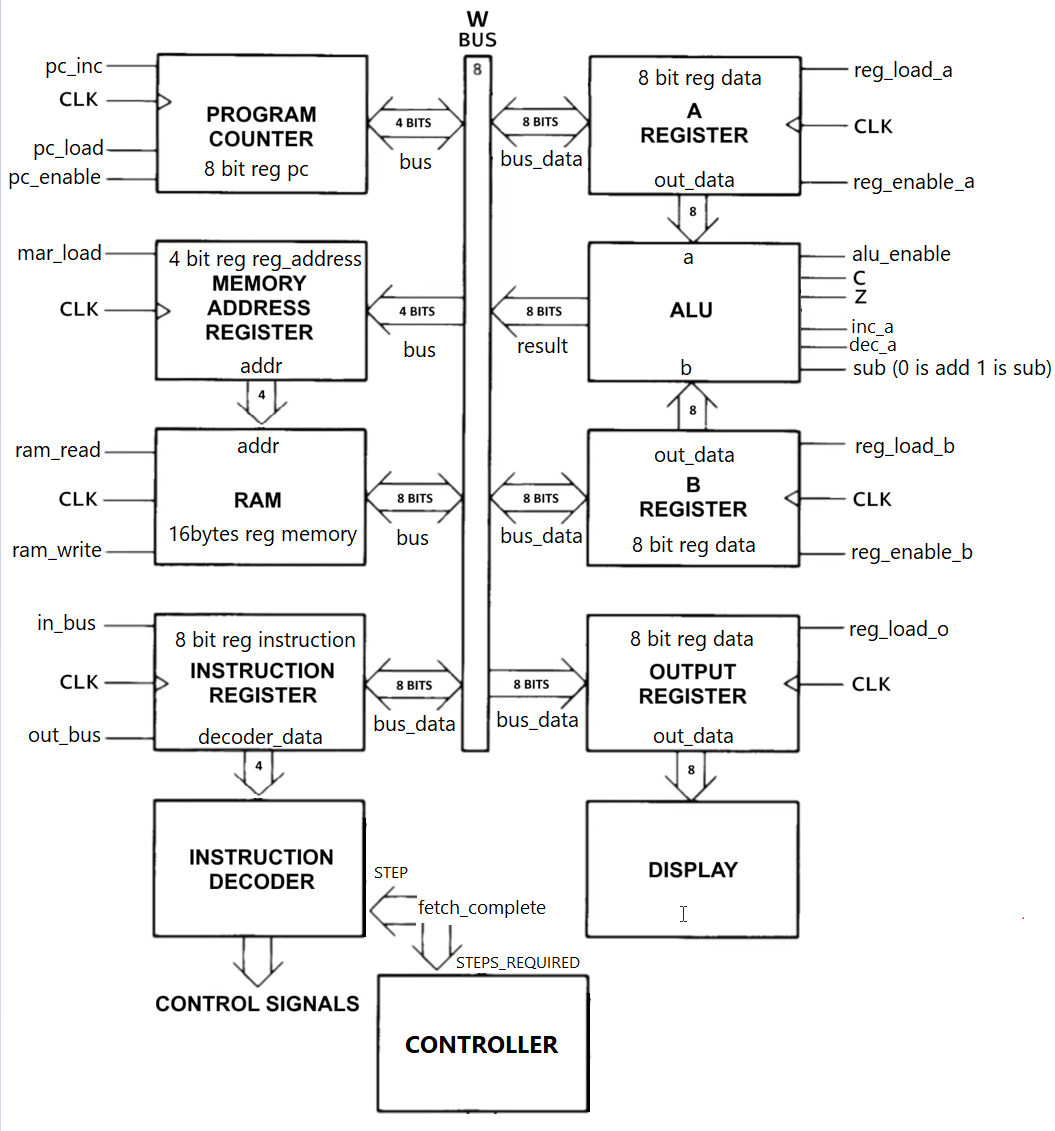 W
BUS
8
pc_inc
CLK
pc_load
pc_enable
PROGRAM
COUNTER
8 bit reg pc
4 BITS
bus
8 BITS
bus_data
8 bit reg data
A
REGISTER
out_data
reg_load_a
CLK
reg_enable_a
8
mar_load
CLK
4 bit reg reg_address
MEMORY
ADDRESS
REGISTER
addr
4 BITS
bus
8 BITS
result
a
ALU
b
alu_enable
C
Z
inc_a
dec_a
sub (0 is add 1 is sub)
4
8
ram_read
CLK
ram_write
addr
RAM
16bytes reg memory
8 BITS
bus
8 BITS
bus_data
out_data
B
REGISTER
8 bit reg data
reg_load_b
CLK
reg_enable_b
in_bus
CLK
out_bus
8 bit reg instruction
INSTRUCTION
REGISTER
decoder_data
8 BITS
bus_data
8 BITS
bus_data
8 bit reg data
OUTPUT
REGISTER
out_data
reg_load_o
CLK
4
8
INSTRUCTION
DECODER
STEP
fetch_complete
STEPS_REQUIRED
DISPLAY
CONTROL SIGNALS
CONTROLLER